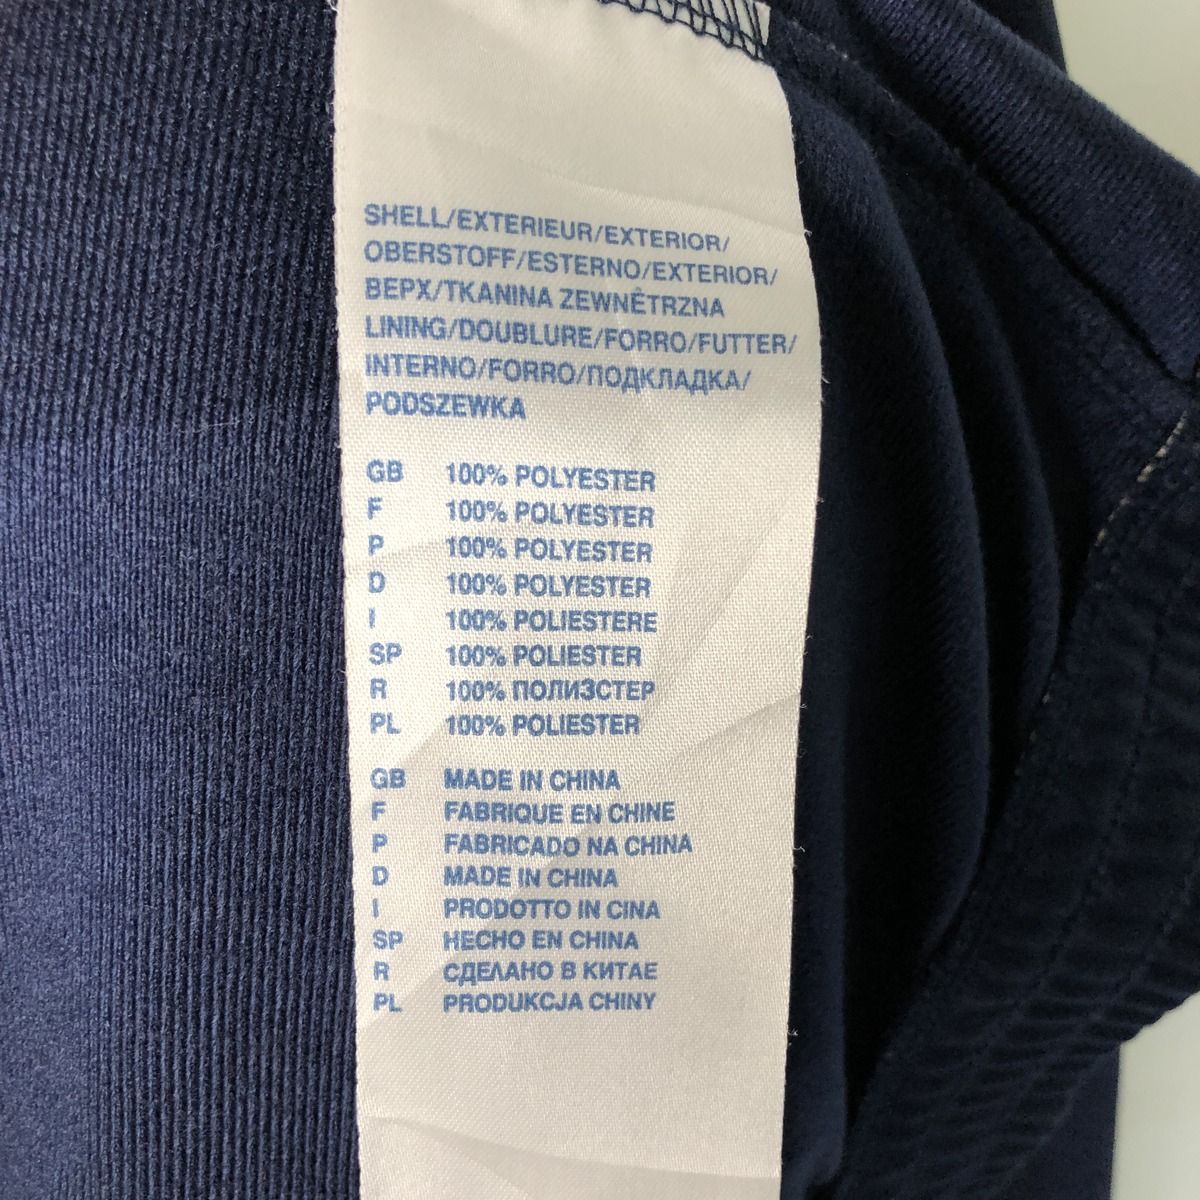 SHELL/EXTERIEUR/EXTERIOR/
OBERSTOFF/ESTERNO/EXTERIOR/
ВЕРХ/TKANINA ZEWNÊTRZNA
LINING/DOUBLURE/FORRO/FUTTER/
INTERNO/FORRO/ПОДКЛАДКА/
PODSZEWKA
GB 100% POLYESTER
F 100% POLYESTER
P 100% POLYESTER
D 100% POLYESTER
I 100% POLIESTERE
SP 100% POLIESTER
R 100% ПОЛИЗСТЕР
PL 100% POLIESTER
GB MADE IN CHINA
F FABRIQUE EN CHINE
P FABRICADO NA CHINA
D MADE IN CHINA
I PRODOTTO IN CINA
SP HECHO EN CHINA
R СДЕЛАНО В КИТАЕ
PL PRODUKCJA CHINY